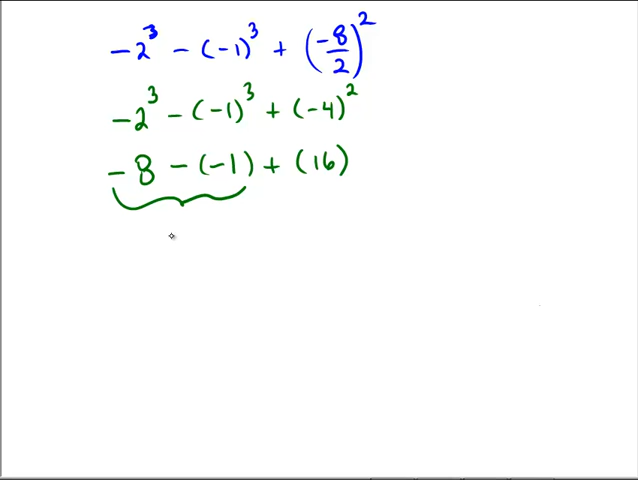 -2³ - (-1)³ + (-8/2)²
-2³ - (-1)³ + (-4)²
-8 - (-1) + (16)